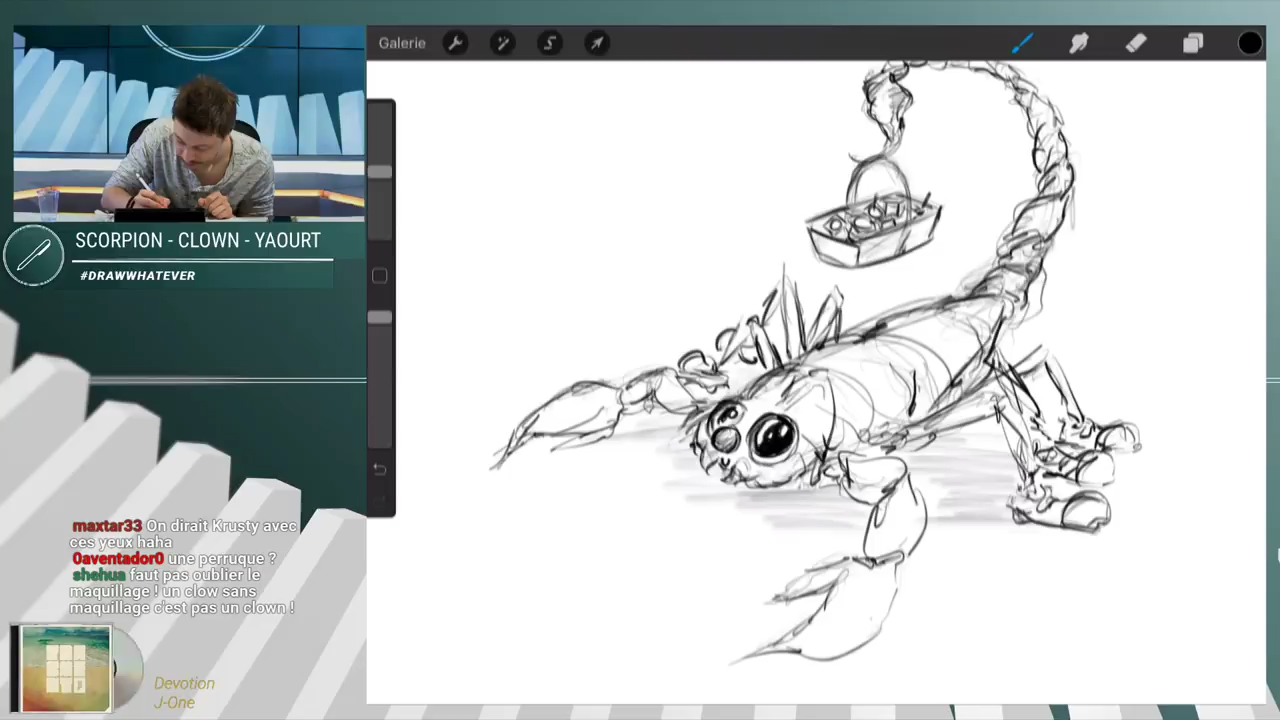 Galerie
SCORPION - CLOWN - YAOURT
#DRAWWHATEVER
maxtar33 On dirait Krusty avec
ces yeux haha
0aventador0 une perruque ?
shehua faut pas oublier le
maquillage ! un clow sans
maquillage c'est pas un clown !
Devotion
J-One